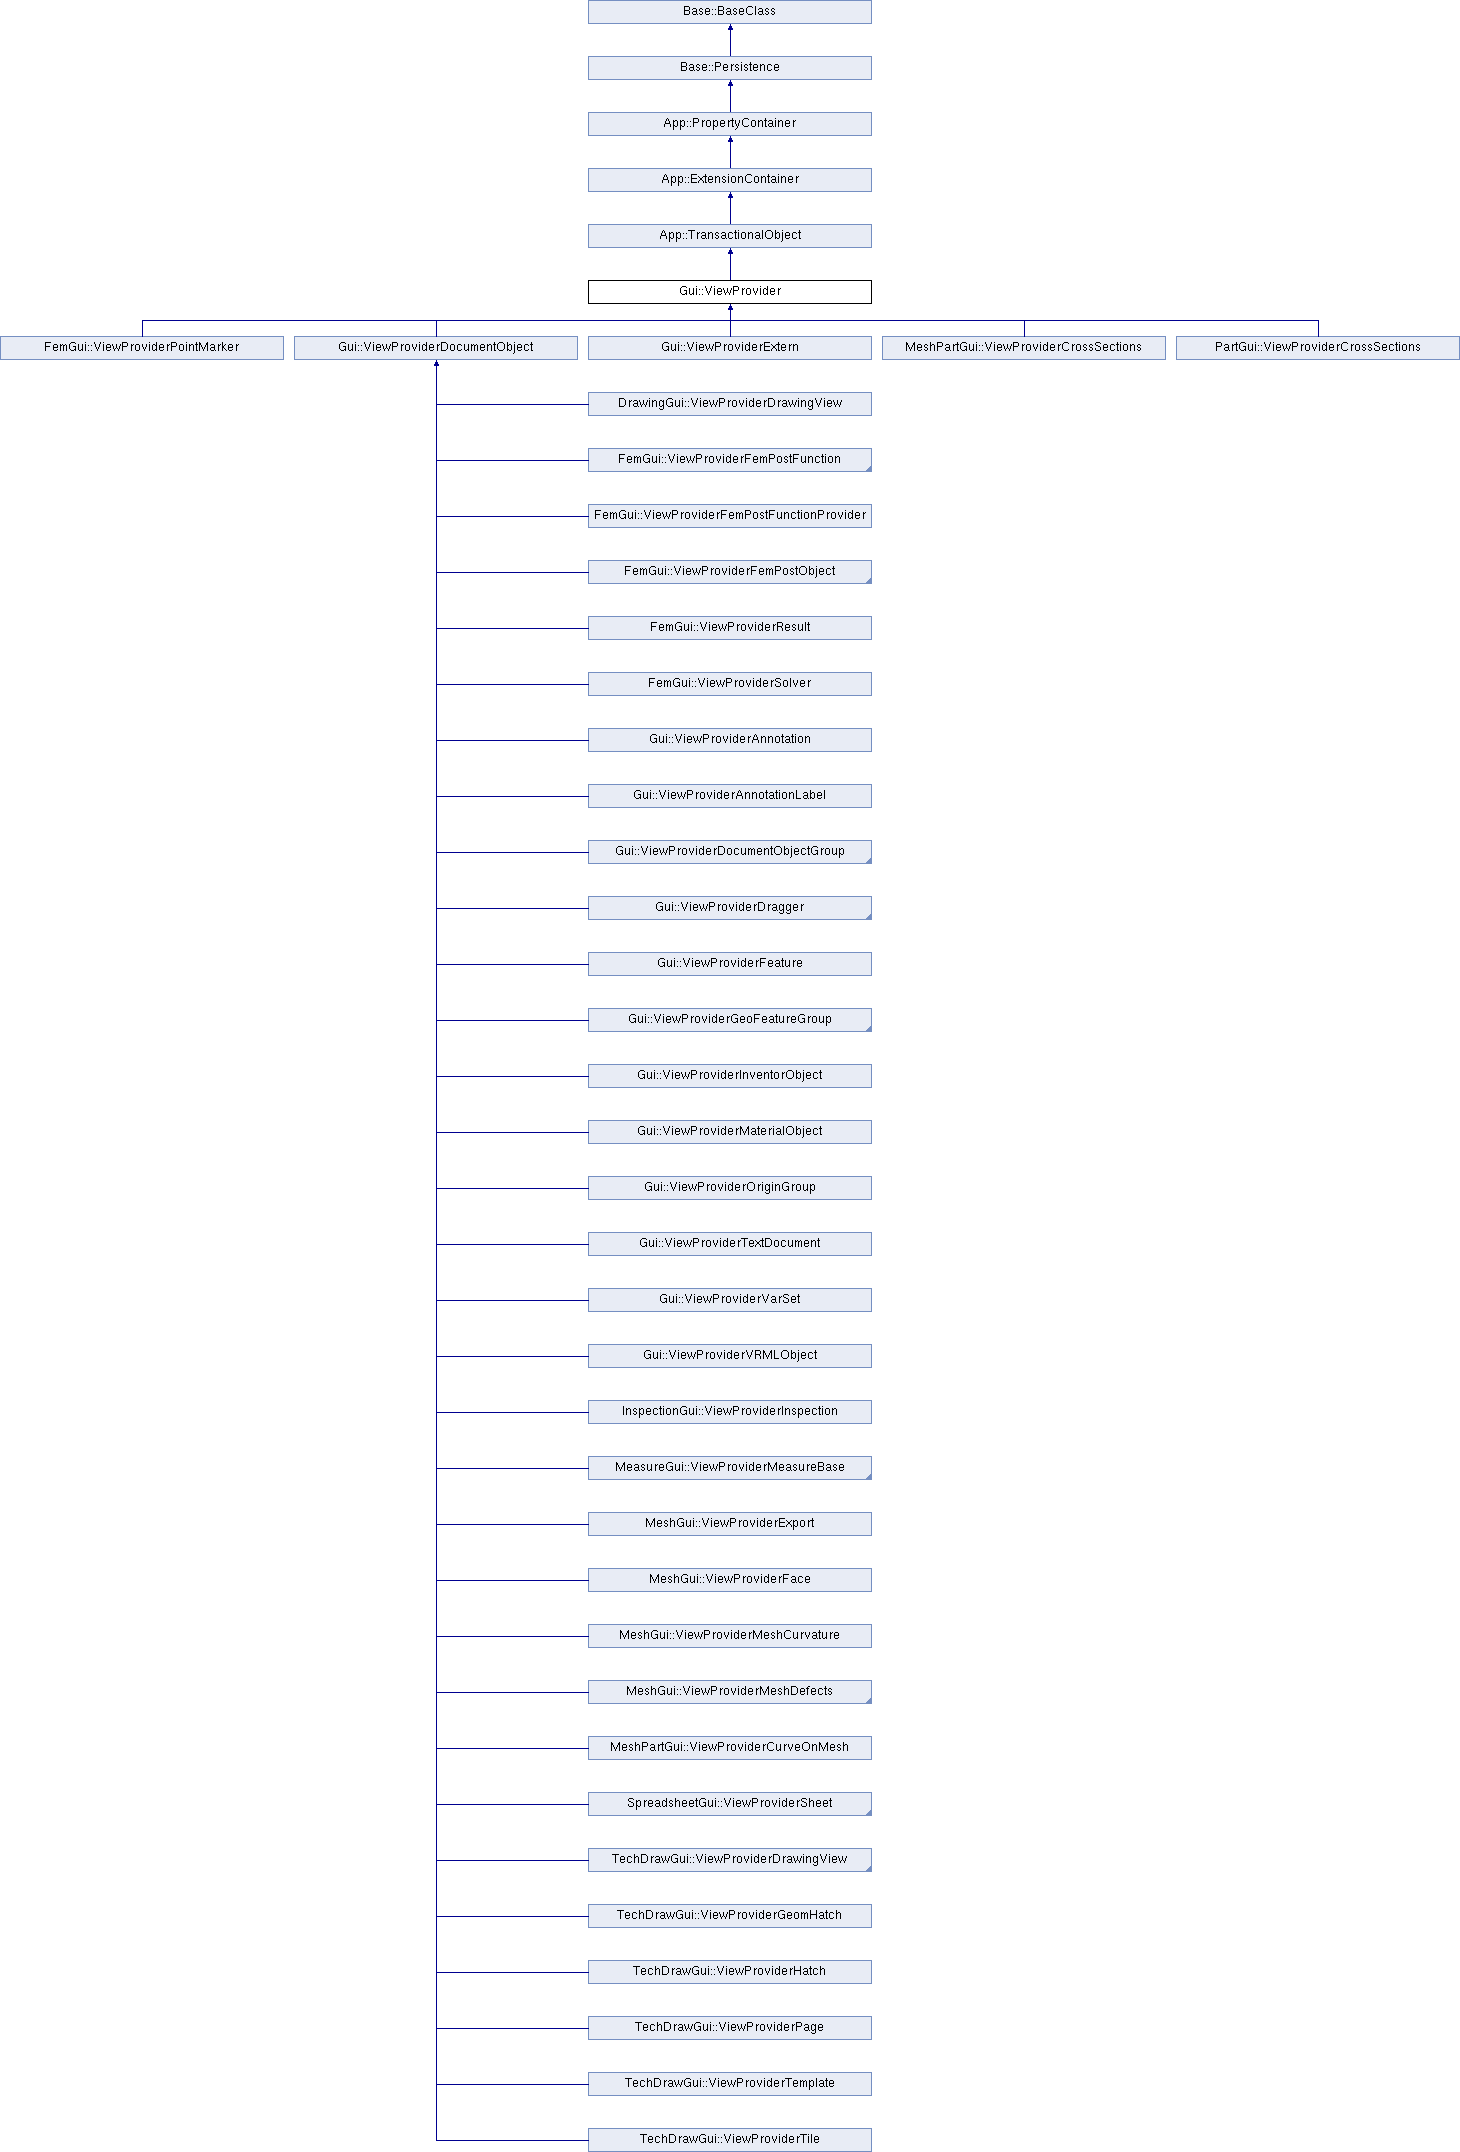 Base::BaseClass
Base::Persistence
App::PropertyContainer
App::ExtensionContainer
App::TransactionalObject
Gui::ViewProvider
FemGui::ViewProviderPointMarker
Gui::ViewProviderDocumentObject
Gui::ViewProviderExtern
MeshPartGui::ViewProviderCrossSections
PartGui::ViewProviderCrossSections
DrawingGui::ViewProviderDrawingView
FemGui::ViewProviderFemPostFunction
FemGui::ViewProviderFemPostFunctionProvider
FemGui::ViewProviderFemPostObject
FemGui::ViewProviderResult
FemGui::ViewProviderSolver
Gui::ViewProviderAnnotation
Gui::ViewProviderAnnotationLabel
Gui::ViewProviderDocumentObjectGroup
Gui::ViewProviderDragger
Gui::ViewProviderFeature
Gui::ViewProviderGeoFeatureGroup
Gui::ViewProviderInventorObject
Gui::ViewProviderMaterialObject
Gui::ViewProviderOriginGroup
Gui::ViewProviderTextDocument
Gui::ViewProviderVarSet
Gui::ViewProviderVRMLObject
InspectionGui::ViewProviderInspection
MeasureGui::ViewProviderMeasureBase
MeshGui::ViewProviderExport
MeshGui::ViewProviderFace
MeshGui::ViewProviderMeshCurvature
MeshGui::ViewProviderMeshDefects
MeshPartGui::ViewProviderCurveOnMesh
SpreadsheetGui::ViewProviderSheet
TechDrawGui::ViewProviderDrawingView
TechDrawGui::ViewProviderGeomHatch
TechDrawGui::ViewProviderHatch
TechDrawGui::ViewProviderPage
TechDrawGui::ViewProviderTemplate
TechDrawGui::ViewProviderTile